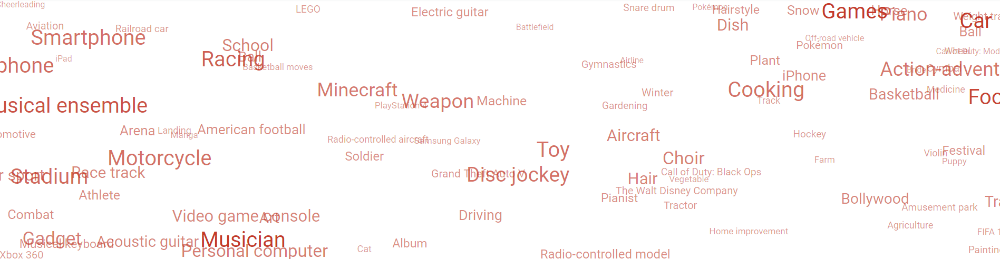 Cheerleading
LEGO
Electric guitar
Snare drum
Pokémon
Hairstyle
Snow
Games
Horse
Piano
Weight tra
Car
Aviation
Railroad car
Battlefield
Dish
Ball
Smartphone
School
Off-road vehicle
Pokémon
Racing
Ball
phone
iPad
Basketball moves
Gymnastics
Airline
Plant
Wheel
Call of Duty: Mod
iPhone
Action-advent
Bride
Cymbal
Minecraft
Weapon
Machine
PlayStation 4
Winter
Gardening
Cooking
Track
Basketball
Medicine
Foo
usical ensemble
Arena
Landing
Manga
American football
omotive
Radio-controlled aircraft
Samsung Galaxy
Aircraft
Hockey
Soldier
Toy
Choir
Farm
Violin
Festival
Puppy
Motorcycle
r sport
Stadium
Race track
Grand Theft Auto V
Disc jockey
Hair
Call of Duty: Black Ops
Vegetable
The Walt Disney Company
Pianist
Tractor
Athlete
Bollywood
Amusement park
Tra
Combat
Video game console
Art
Driving
Agriculture
Home improvement
FIFA 1
Gadget
Musical keyboard
Acoustic guitar
Musician
Personal computer
Cat
Album
Painting
Xbox 360
Radio-controlled model